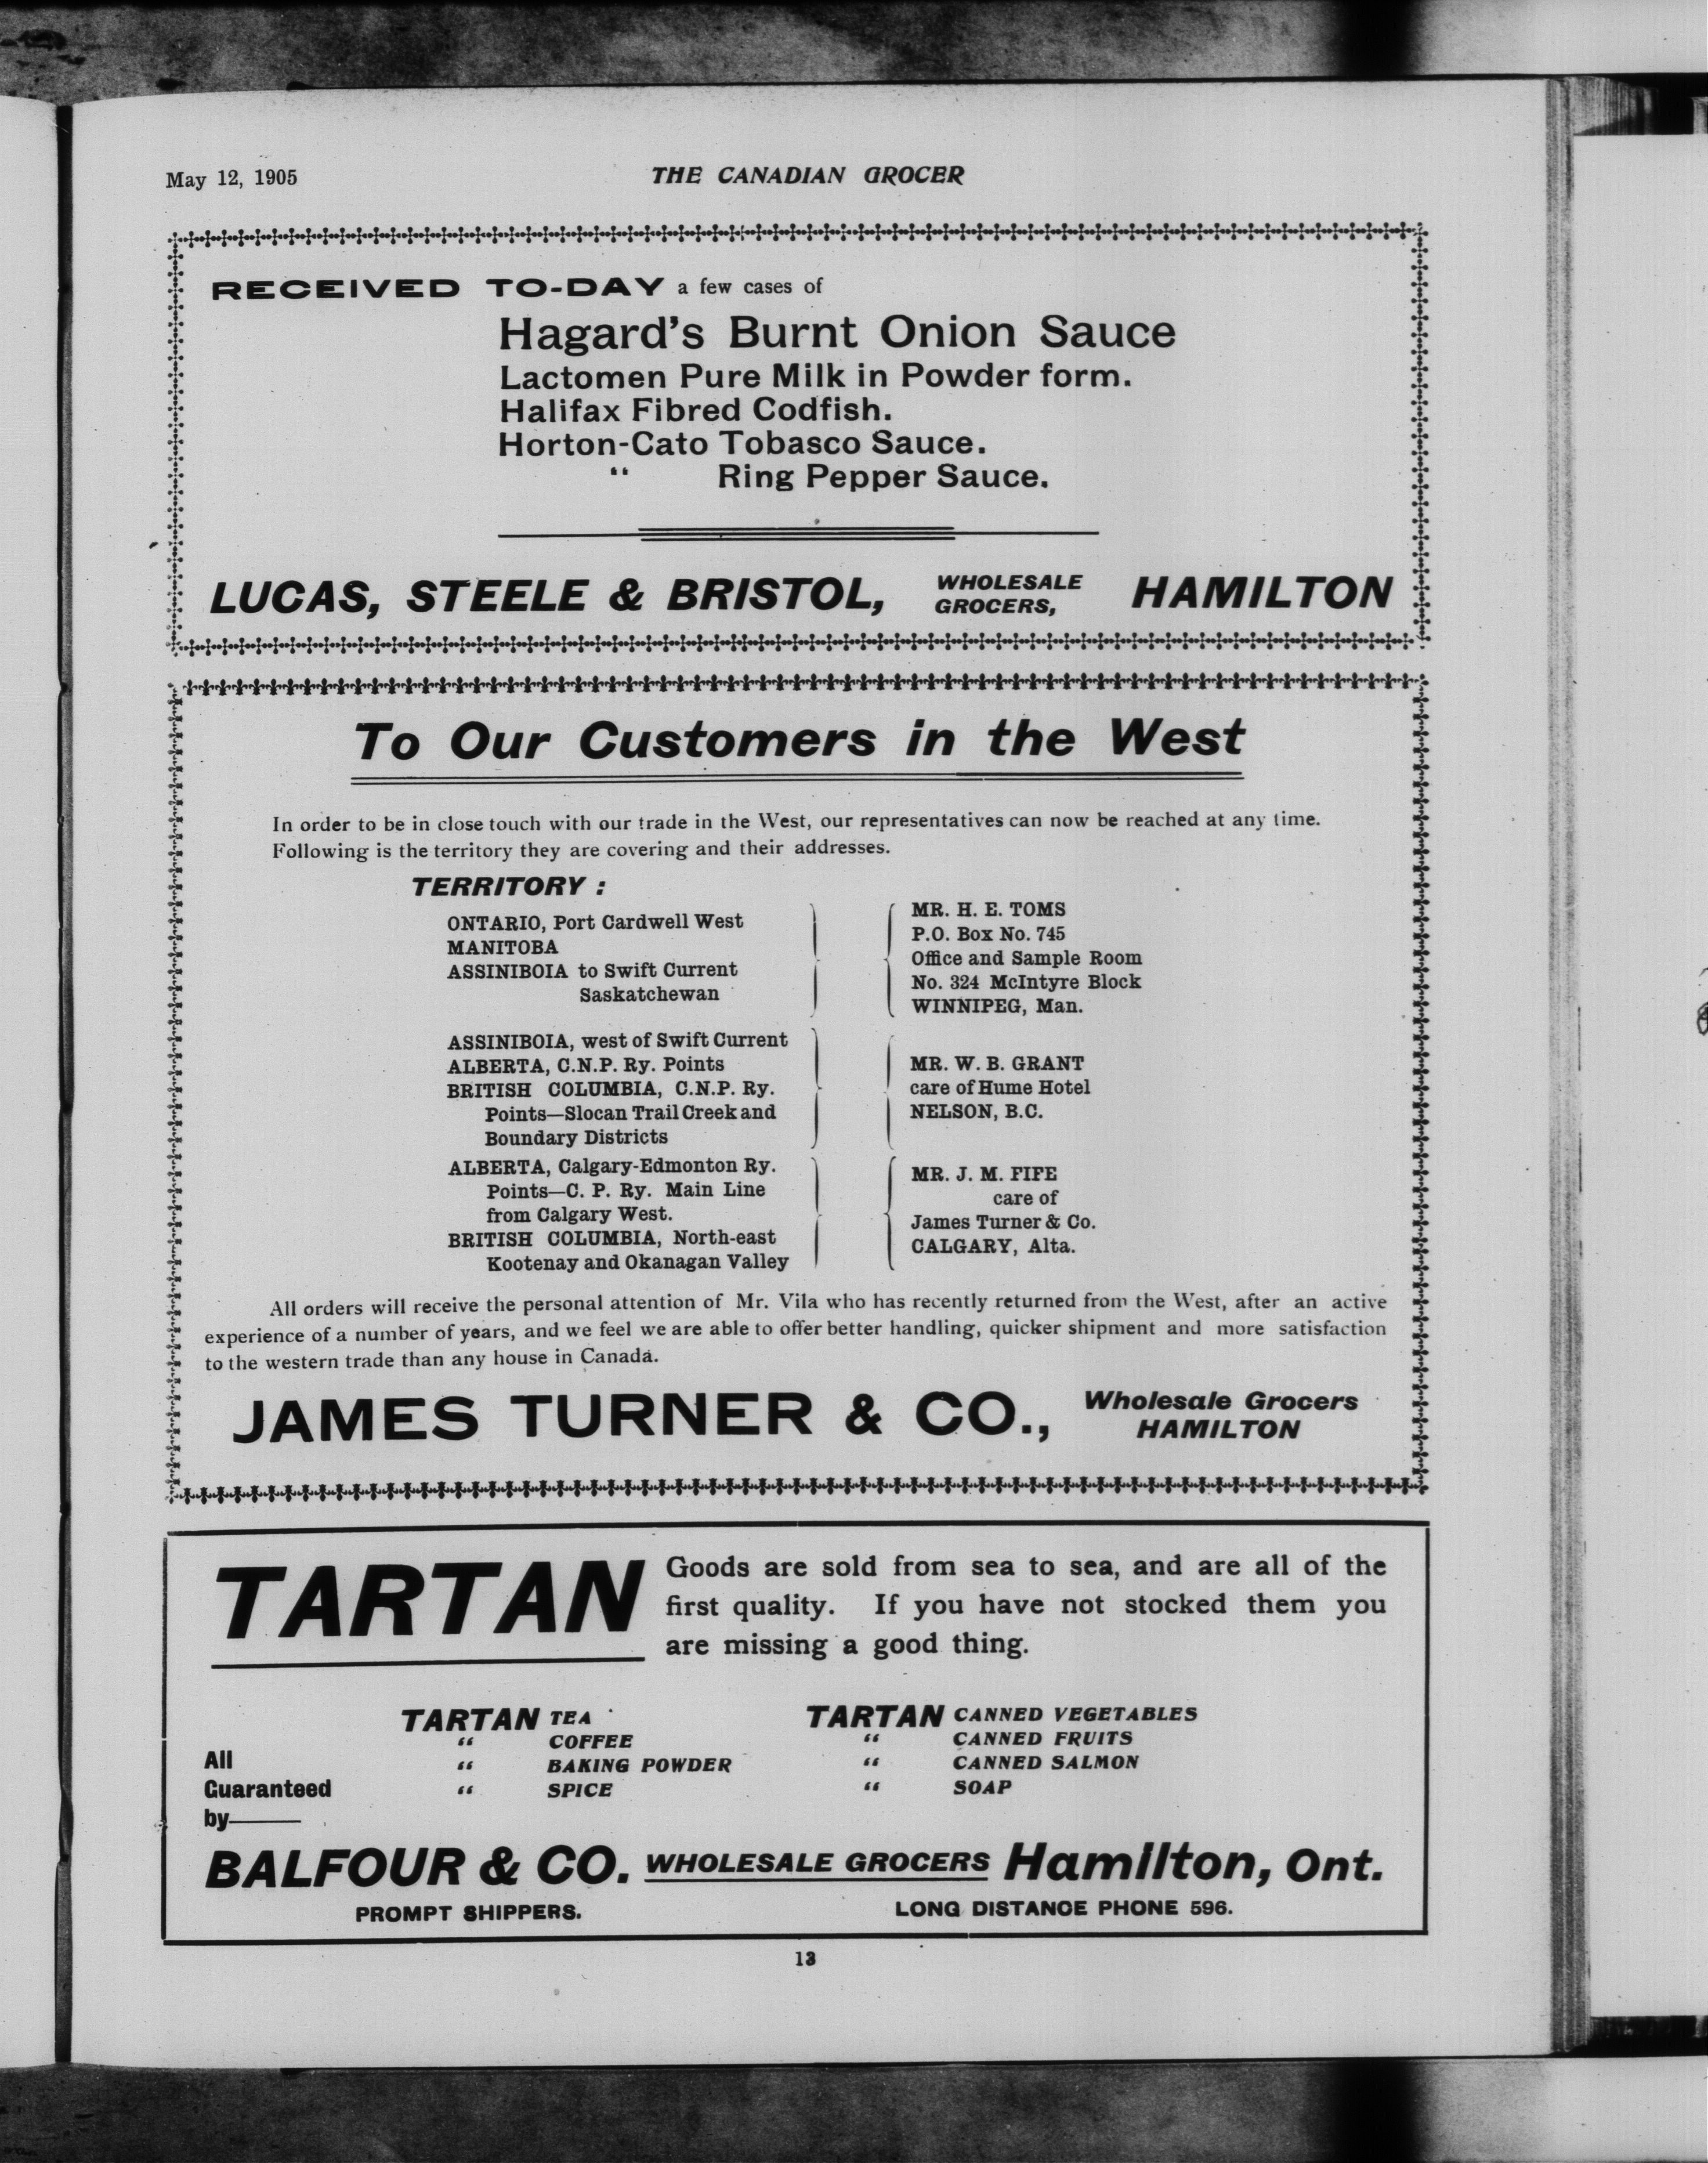 May 12, 1905
THE CANADIAN GROCER
RECEIVED TO-DAY a few cases of
Hagard's Burnt Onion Sauce
Lactomen Pure Milk in Powder form.
Halifax Fibred Codfish.
Horton-Cato Tobasco Sauce.
“ Ring Pepper Sauce.
LUCAS, STEELE & BRISTOL, WHOLESALE GROCERS, HAMILTON
To Our Customers in the West
In order to be in close touch with our trade in the West, our representatives can now be reached at any time.
Following is the territory they are covering and their addresses.
TERRITORY :
ONTARIO, Port Cardwell West
MANITOBA
ASSINIBOIA to Swift Current
Saskatchewan
MR. H. E. TOMS
P.O. Box No. 745
Office and Sample Room
No. 324 McIntyre Block
WINNIPEG, Man.
ASSINIBOIA, west of Swift Current
ALBERTA, C.N.P. Ry. Points
BRITISH COLUMBIA, C.N.P. Ry.
Points—Slocan Trail Creek and
Boundary Districts
MR. W. B. GRANT
care of Hume Hotel
NELSON, B.C.
ALBERTA, Calgary-Edmonton Ry.
Points—C. P. Ry. Main Line
from Calgary West.
BRITISH COLUMBIA, North-east
Kootenay and Okanagan Valley
MR. J. M. FIFE
care of
James Turner & Co.
CALGARY, Alta.
All orders will receive the personal attention of Mr. Vila who has recently returned from the West, after an active
experience of a number of years, and we feel we are able to offer better handling, quicker shipment and more satisfaction
to the western trade than any house in Canada.
JAMES TURNER & CO., Wholesale Grocers
HAMILTON
TARTAN
Goods are sold from sea to sea, and are all of the
first quality. If you have not stocked them you
are missing a good thing.
TARTAN TEA
“ COFFEE
“ BAKING POWDER
“ SPICE
TARTAN CANNED VEGETABLES
“ CANNED FRUITS
“ CANNED SALMON
“ SOAP
All
Guaranteed
by——
BALFOUR & CO. WHOLESALE GROCERS Hamilton, Ont.
PROMPT SHIPPERS. LONG DISTANCE PHONE 596.
13